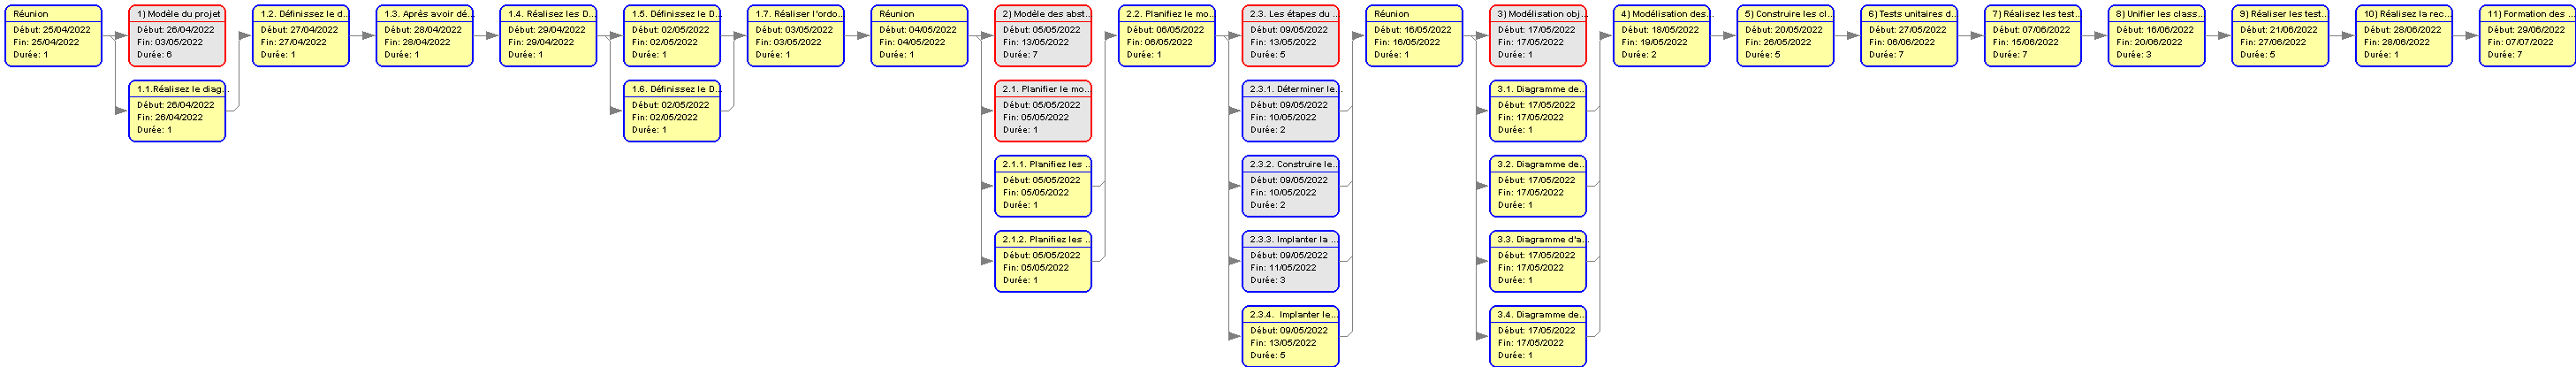 Réunion
Début: 25/04/2022
Fin: 25/04/2022
Durée: 1
1) Modèle du projet
Début: 26/04/2022
Fin: 03/05/2022
Durée: 6
1.1.Réalisez le diag...
Début: 26/04/2022
Fin: 26/04/2022
Durée: 1
1.2. Définissez le d...
Début: 27/04/2022
Fin: 27/04/2022
Durée: 1
1.3. Après avoir dé...
Début: 28/04/2022
Fin: 28/04/2022
Durée: 1
1.4. Réalisez les D...
Début: 29/04/2022
Fin: 29/04/2022
Durée: 1
1.5. Définissez le D...
Début: 02/05/2022
Fin: 02/05/2022
Durée: 1
1.6. Définissez le D...
Début: 02/05/2022
Fin: 02/05/2022
Durée: 1
1.7. Réaliser l'ordo...
Début: 03/05/2022
Fin: 03/05/2022
Durée: 1
Réunion
Début: 04/05/2022
Fin: 04/05/2022
Durée: 1
2) Modèle des abst...
Début: 05/05/2022
Fin: 13/05/2022
Durée: 7
2.1. Planifier le mo...
Début: 05/05/2022
Fin: 05/05/2022
Durée: 1
2.1.1. Planifiez les ...
Début: 05/05/2022
Fin: 05/05/2022
Durée: 1
2.1.2. Planifiez les ...
Début: 05/05/2022
Fin: 05/05/2022
Durée: 1
2.2. Planifiez le mo...
Début: 06/05/2022
Fin: 06/05/2022
Durée: 1
2.3. Les étapes du ...
Début: 09/05/2022
Fin: 13/05/2022
Durée: 5
2.3.1. Déterminer le...
Début: 09/05/2022
Fin: 10/05/2022
Durée: 2
2.3.2. Construire le...
Début: 09/05/2022
Fin: 10/05/2022
Durée: 2
2.3.3. Implanter la ...
Début: 09/05/2022
Fin: 11/05/2022
Durée: 3
2.3.4.  Implanter le...
Début: 09/05/2022
Fin: 13/05/2022
Durée: 5
Réunion
Début: 16/05/2022
Fin: 16/05/2022
Durée: 1
3) Modélisation obj...
Début: 17/05/2022
Fin: 17/05/2022
Durée: 1
3.1. Diagramme de...
Début: 17/05/2022
Fin: 17/05/2022
Durée: 1
3.2. Diagramme de...
Début: 17/05/2022
Fin: 17/05/2022
Durée: 1
3.3. Diagramme d'a...
Début: 17/05/2022
Fin: 17/05/2022
Durée: 1
3.4. Diagramme de...
Début: 17/05/2022
Fin: 17/05/2022
Durée: 1
4) Modélisation des...
Début: 18/05/2022
Fin: 19/05/2022
Durée: 2
5) Construire les cl...
Début: 20/05/2022
Fin: 26/05/2022
Durée: 5
6) Tests unitaires d...
Début: 27/05/2022
Fin: 06/06/2022
Durée: 7
7) Réalisez les test...
Début: 07/06/2022
Fin: 15/06/2022
Durée: 7
8) Unifier les class...
Début: 16/06/2022
Fin: 20/06/2022
Durée: 3
9) Réaliser les test...
Début: 21/06/2022
Fin: 27/06/2022
Durée: 5
10) Réalisez la rec...
Début: 28/06/2022
Fin: 28/06/2022
Durée: 1
11) Formation des ...
Début: 29/06/2022
Fin: 07/07/2022
Durée: 7